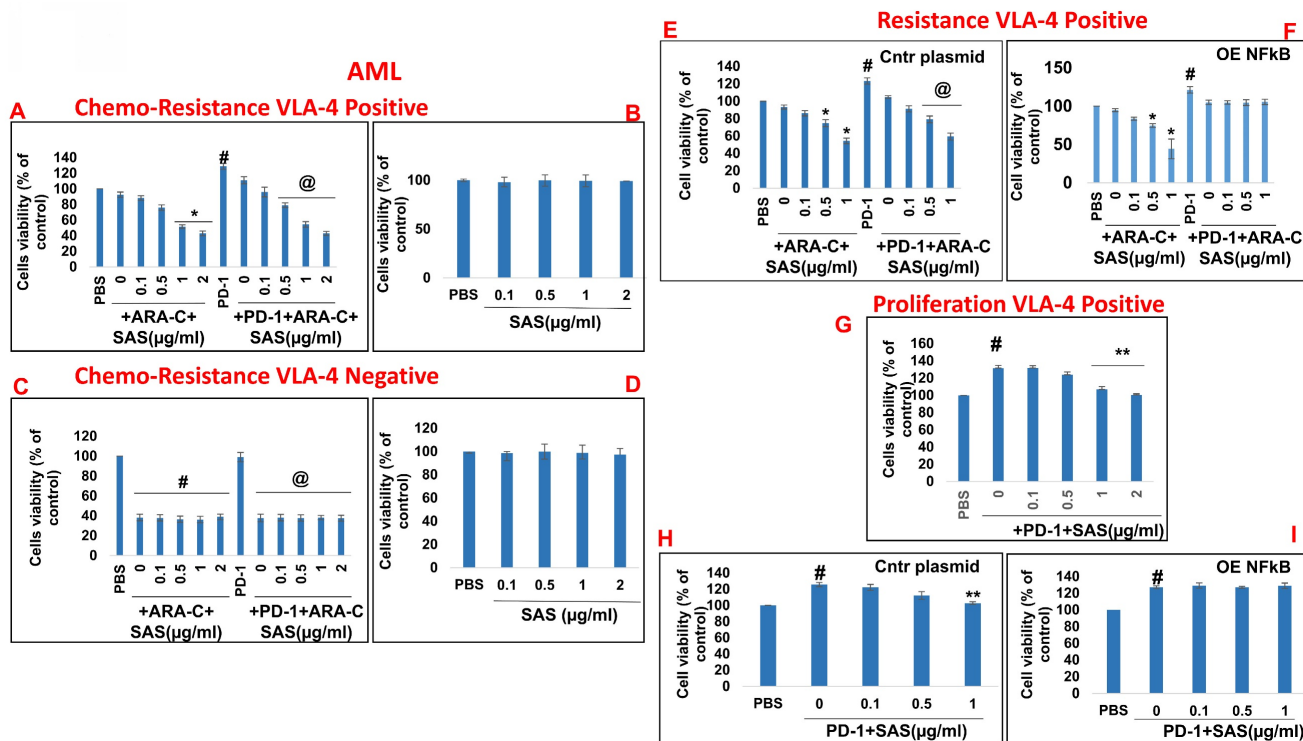 AML
A
Chemo-Resistance VLA-4 Positive
B
Cells viability (% of
control)
140
120
100
80
60
40
20
0
#
*
@
PBS
0
0.1
0.5
1
2
PD-1
0
0.1
0.5
1
2
+ARA-C+
SAS(µg/ml)
+PD-1+ARA-C+
SAS(µg/ml)
Cells viability (% of
control)
100
50
0
PBS
0.1
0.5
1
2
SAS(µg/ml)
C
Chemo-Resistance VLA-4 Negative
D
Cells viability (% of
control)
120
100
80
60
40
20
0
#
@
PBS
0
0.1
0.5
1
2
PD-1
0
0.1
0.5
1
2
+ARA-C+
SAS(µg/ml)
+PD-1+ARA-C
SAS(µg/ml)
Cells viability (% of
control)
120
100
80
60
40
20
0
PBS
0.1
0.5
1
2
SAS (µg/ml)
Resistance VLA-4 Positive
E
F
Cntr plasmid
Cell viability (% of
control)
140
120
100
80
60
40
20
0
*
*
#
@
PBS
0
0.1
0.5
1
PD-1
0
0.1
0.5
1
+ARA-C+
SAS(µg/ml)
+PD-1+ARA-C
SAS(µg/ml)
OE NFkB
Cell viability (% of
control)
150
100
50
0
*
*
#
PBS
0
0.1
0.5
1
PD-1
0
0.1
0.5
1
+ARA-C+
SAS(µg/ml)
+PD-1+ARA-C
SAS(µg/ml)
Proliferation VLA-4 Positive
G
Cells viability (% of
control)
160
140
120
100
80
60
40
20
0
#
**
PBS
0
0.1
0.5
1
2
+PD-1+SAS(µg/ml)
H
Cntr plasmid
Cell viability (% of
control)
140
120
100
80
60
40
20
0
#
**
PBS
0
0.1
0.5
1
PD-1+SAS(µg/ml)
I
OE NFkB
Cell viability (% of
control)
140
120
100
80
60
40
20
0
#
PBS
0
0.1
0.5
1
PD-1+SAS(µg/ml)